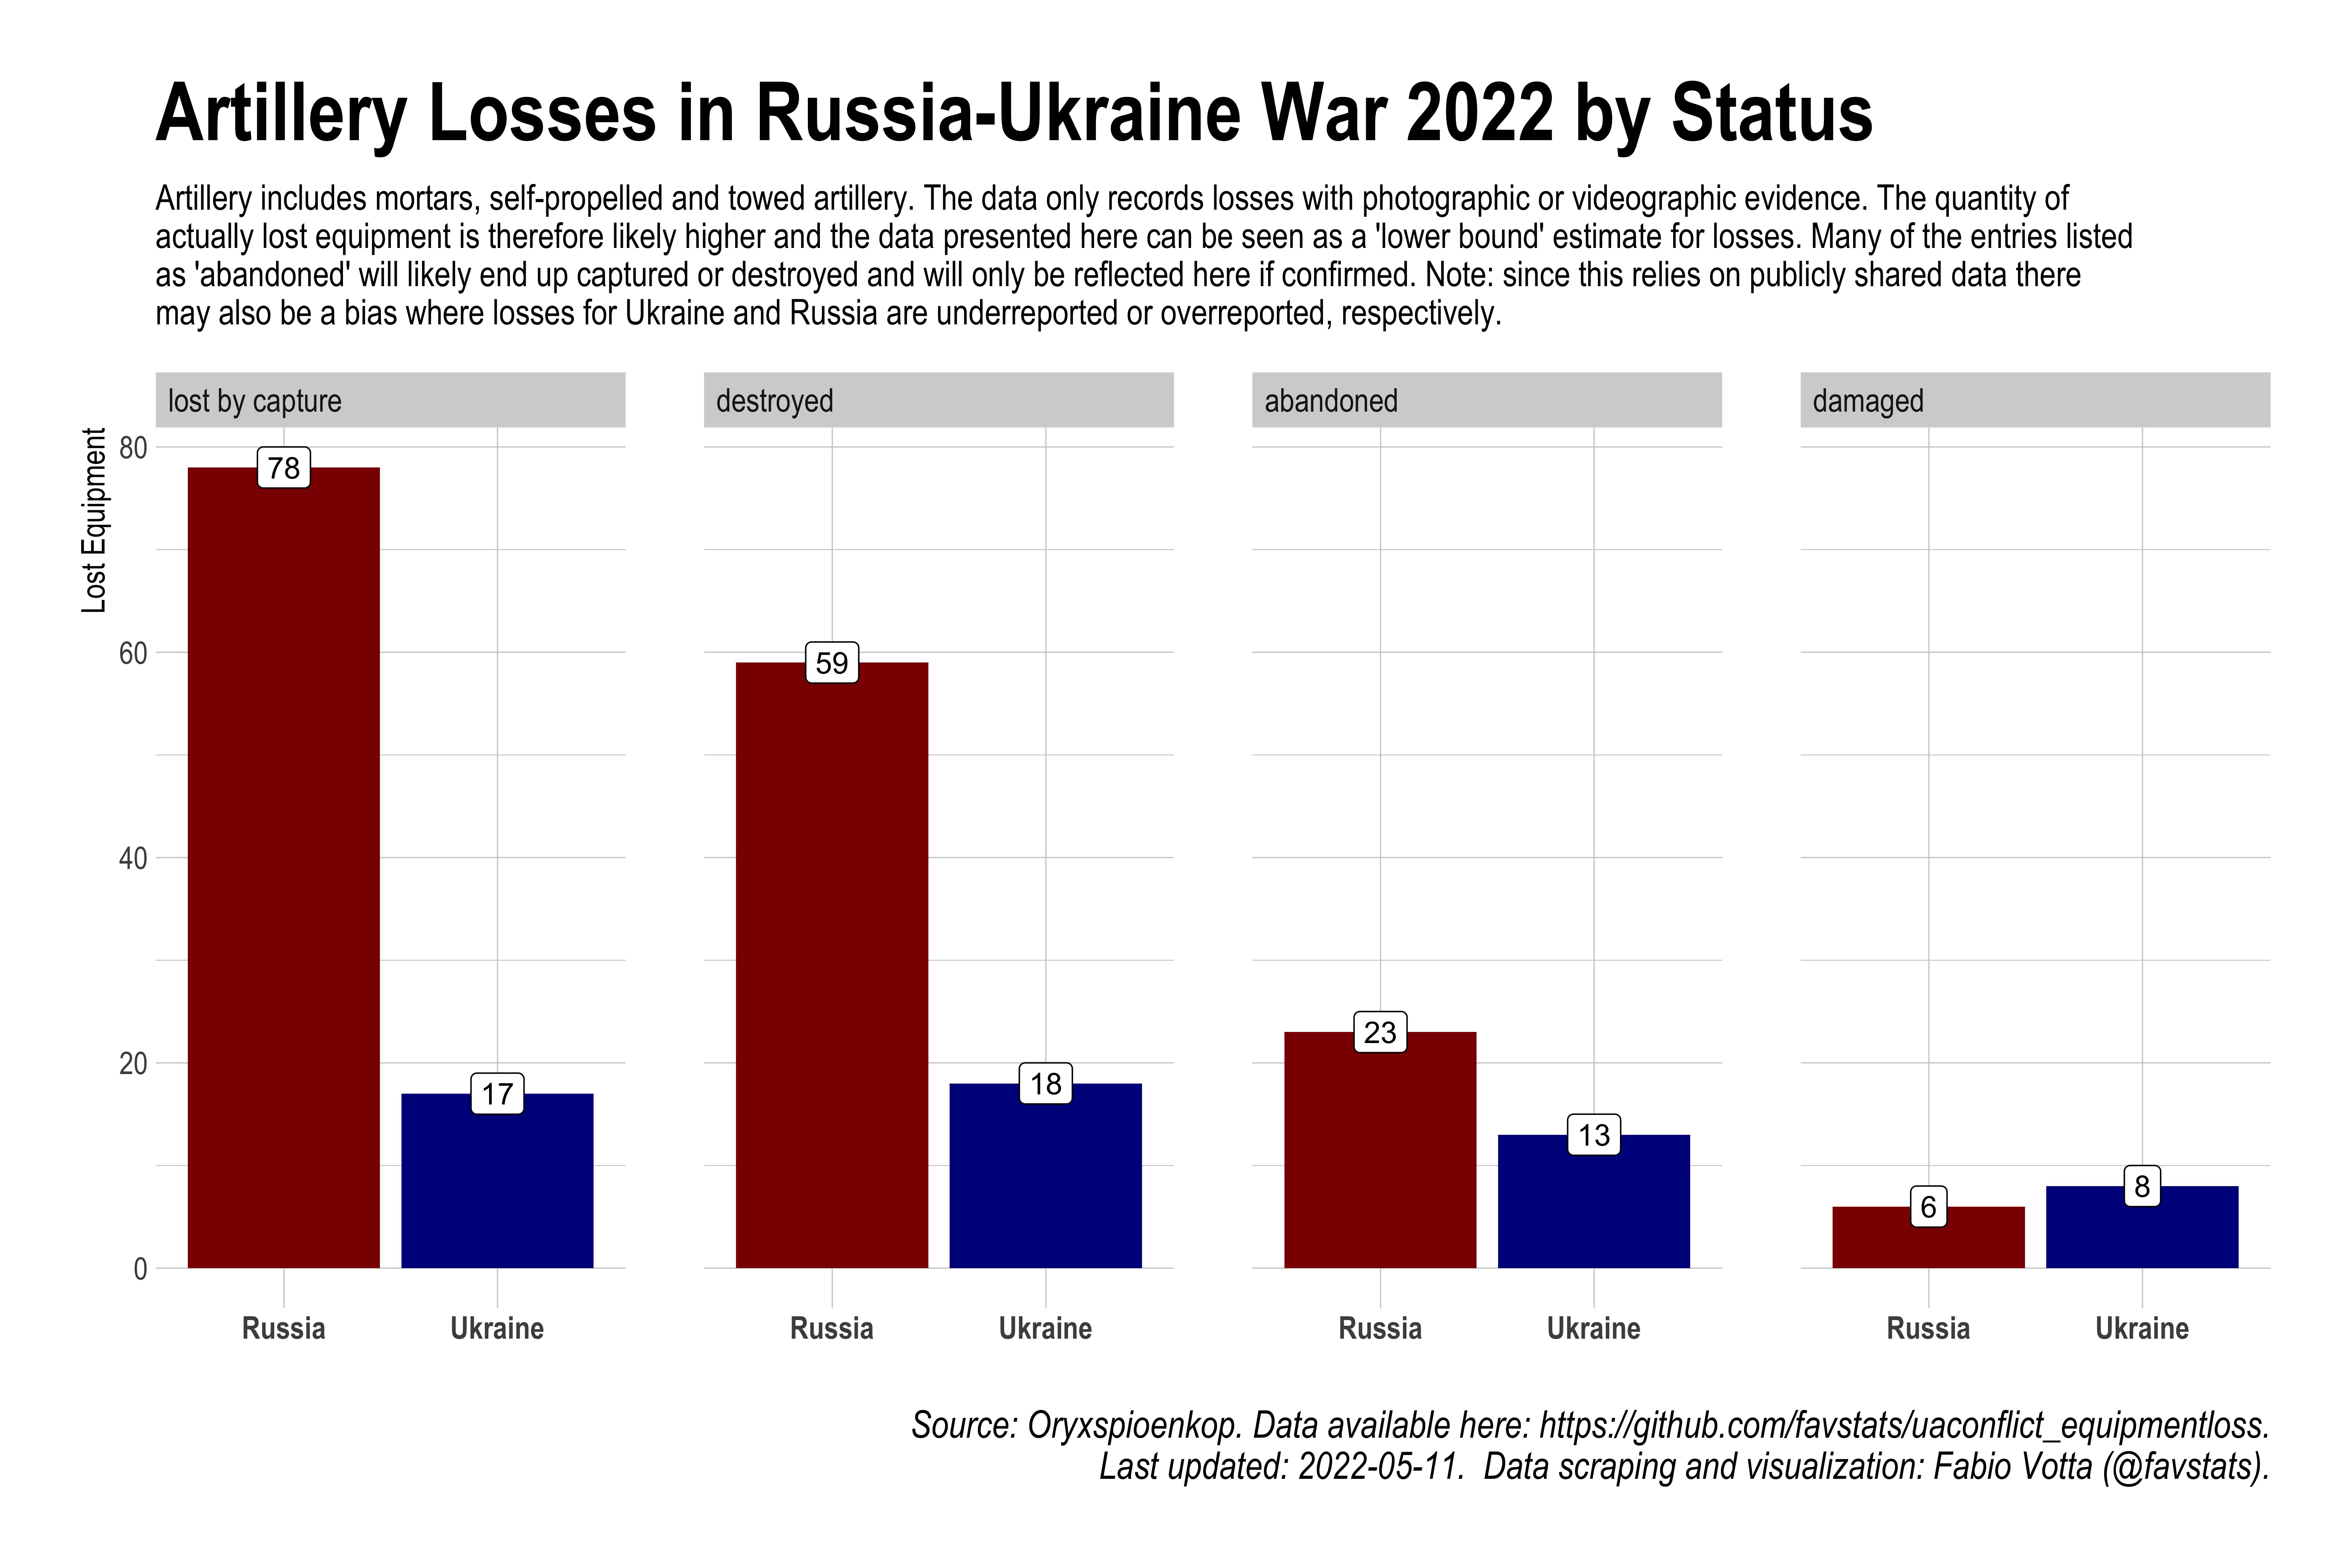 Artillery Losses in Russia-Ukraine War 2022 by Status
Artillery includes mortars, self-propelled and towed artillery. The data only records losses with photographic or videographic evidence. The quantity of
actually lost equipment is therefore likely higher and the data presented here can be seen as a 'lower bound' estimate for losses. Many of the entries listed
as 'abandoned' will likely end up captured or destroyed and will only be reflected here if confirmed. Note: since this relies on publicly shared data there
may also be a bias where losses for Ukraine and Russia are underreported or overreported, respectively.
lost by capture
destroyed
abandoned
damaged
Lost Equipment
80
60
40
20
0
78
17
59
18
23
13
6
8
Russia
Ukraine
Russia
Ukraine
Russia
Ukraine
Russia
Ukraine
Source: Oryxspioenkop. Data available here: https://github.com/favstats/uaconflict_equipmentloss.
Last updated: 2022-05-11.  Data scraping and visualization: Fabio Votta (@favstats).